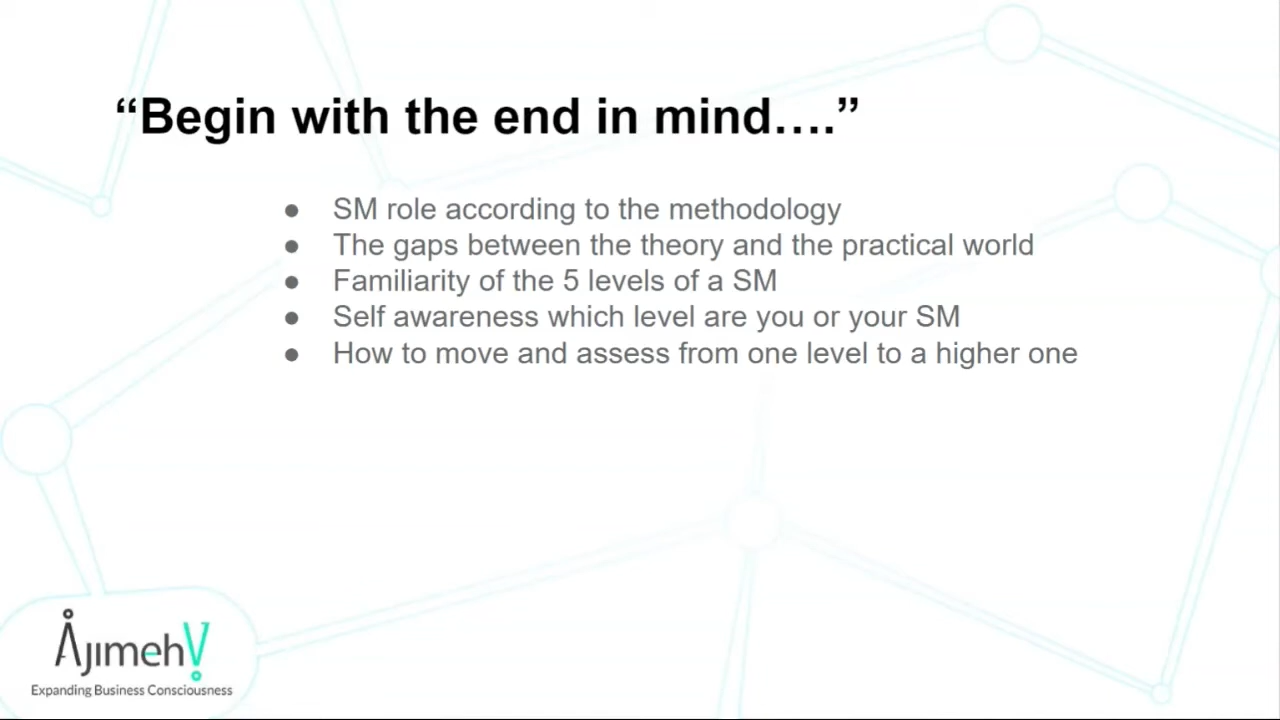 “Begin with the end in mind....”
● SM role according to the methodology
● The gaps between the theory and the practical world
● Familiarity of the 5 levels of a SM
● Self awareness which level are you or your SM
● How to move and assess from one level to a higher one
AjimehV
Expanding Business Consciousness